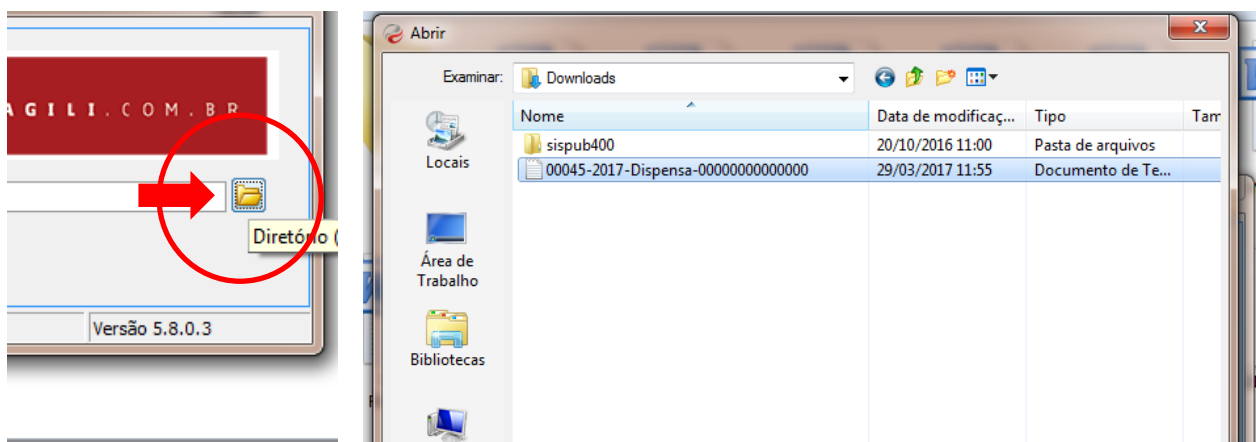 AGILI.COM.BR
Diretório (
Versão 5.8.0.3
Abrir
Examinar:
Downloads
Nome
Data de modificaç...
Tipo
Tam
sispub400
20/10/2016 11:00
Pasta de arquivos
00045-2017-Dispensa-00000000000000
29/03/2017 11:55
Documento de Te...
Locais
Área de
Trabalho
Bibliotecas